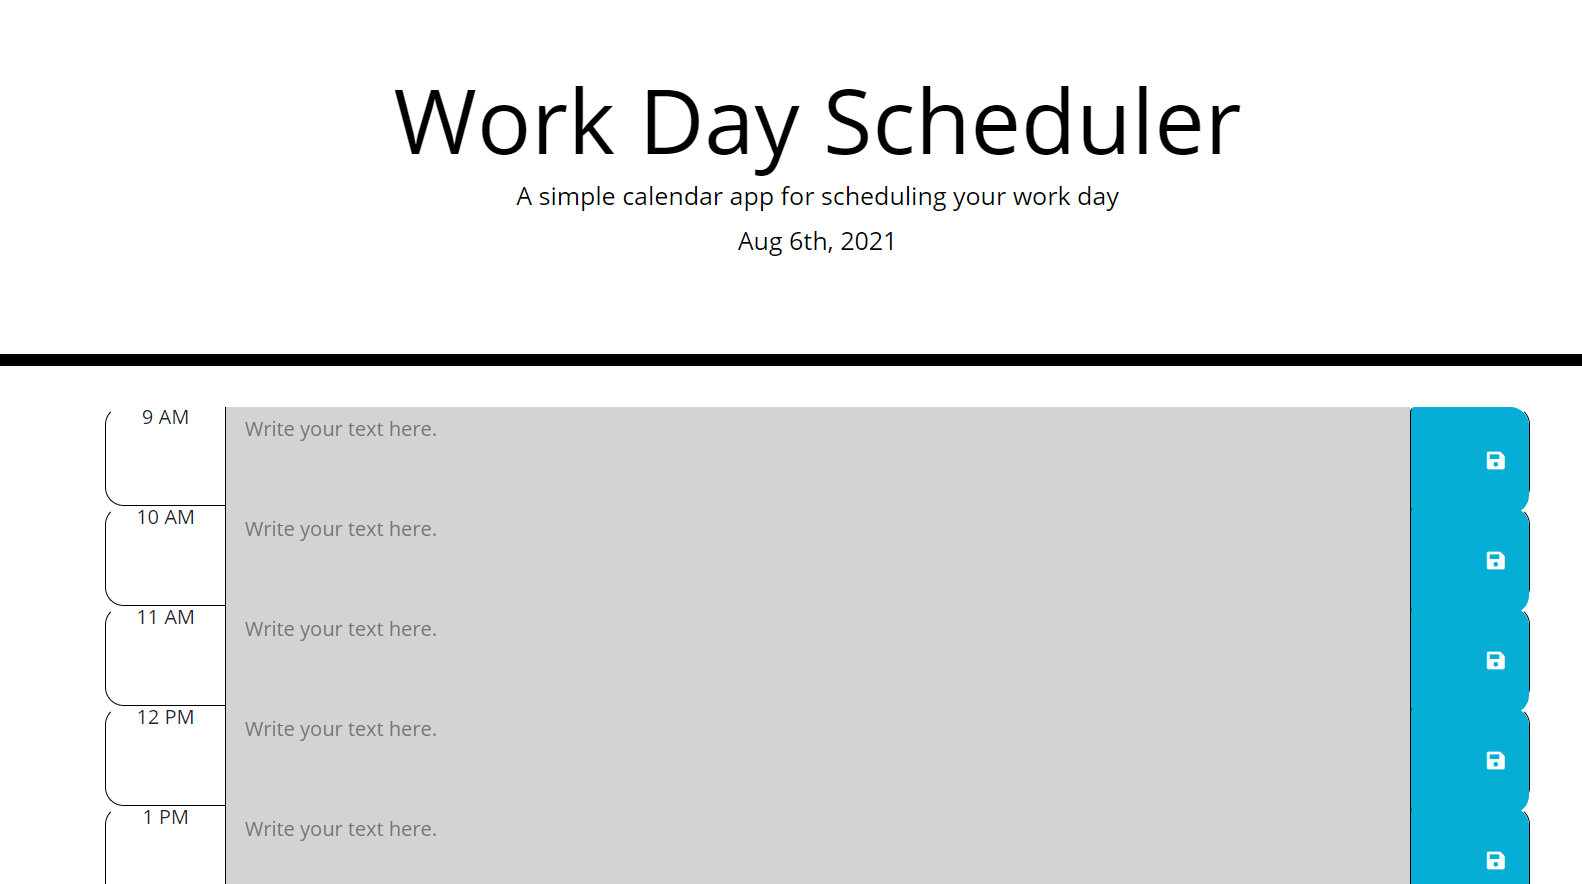 Work Day Scheduler
A simple calendar app for scheduling your work day
Aug 6th, 2021
9 AM
Write your text here.
10 AM
Write your text here.
11 AM
Write your text here.
12 PM
Write your text here.
1 PM
Write your text here.